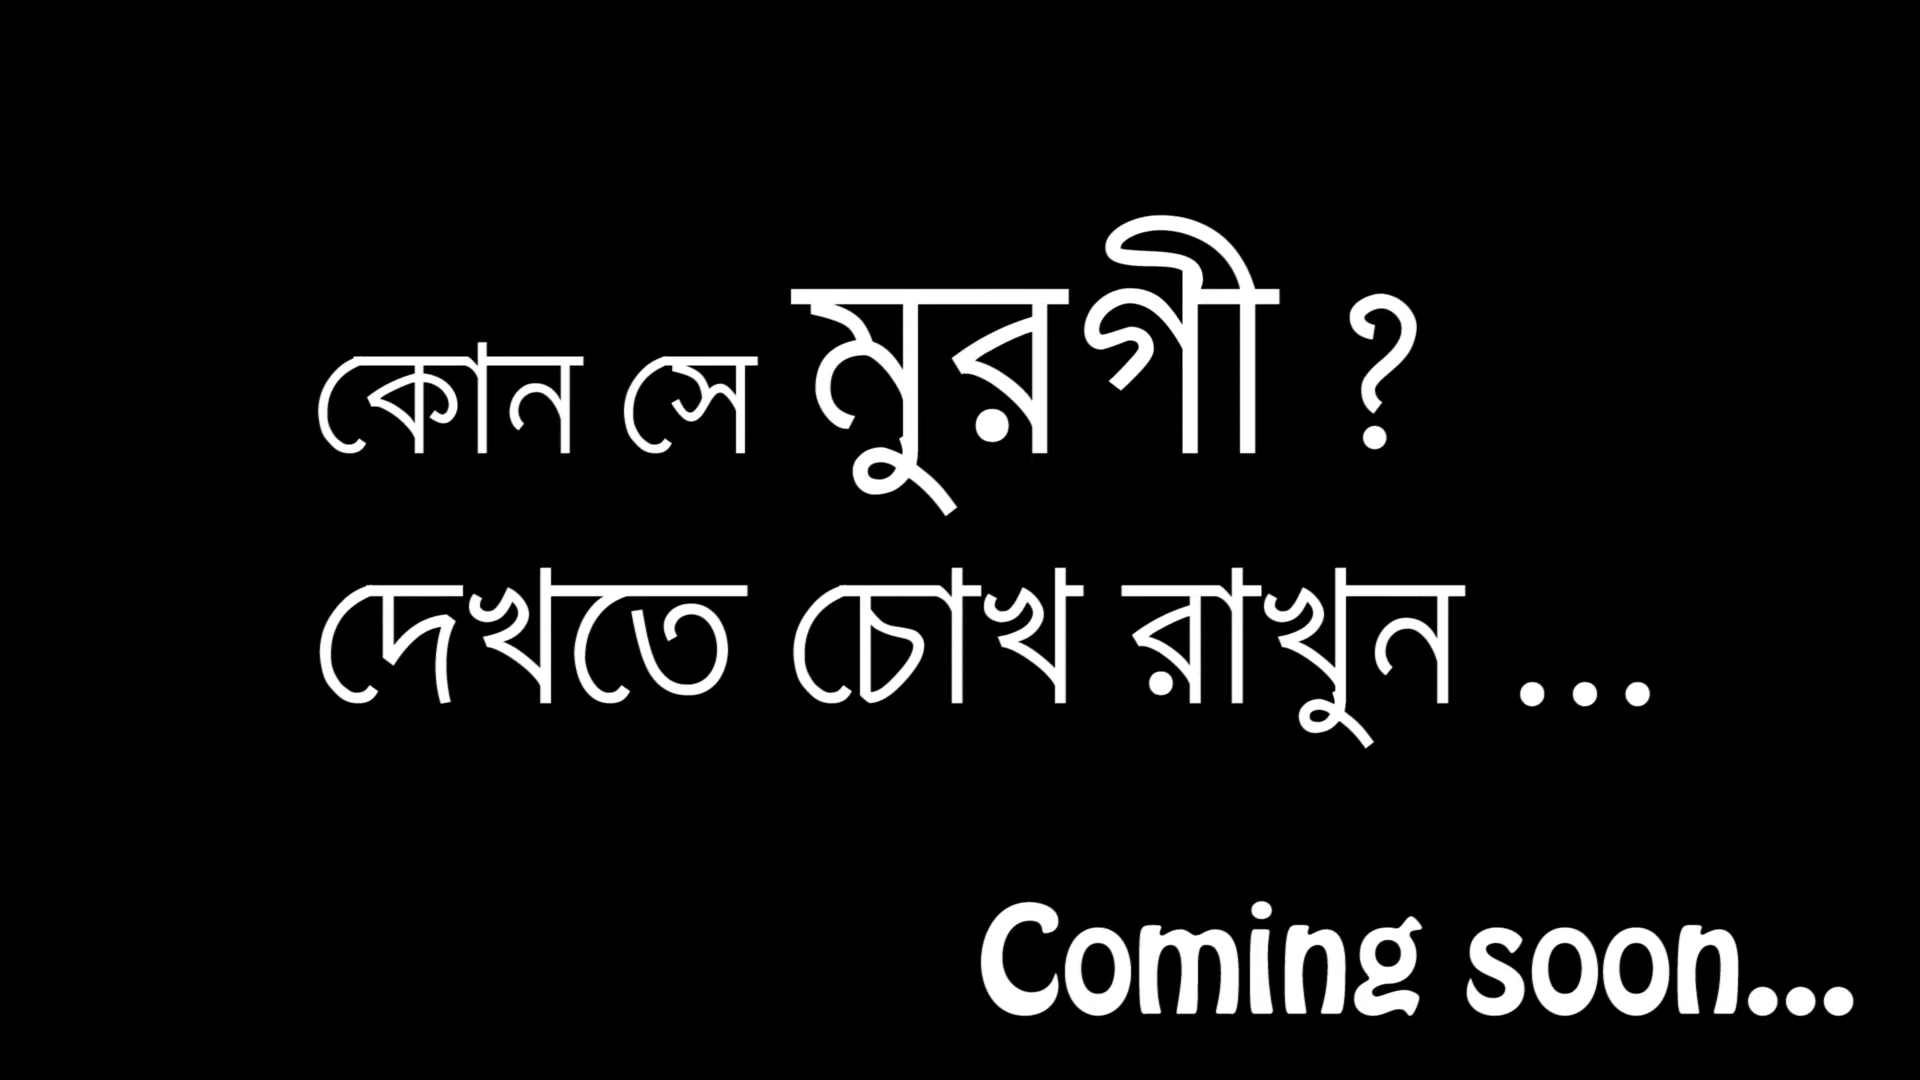 কোন সে মুরগী ?
দেখতে চোখ রাখুন ...
Coming soon...